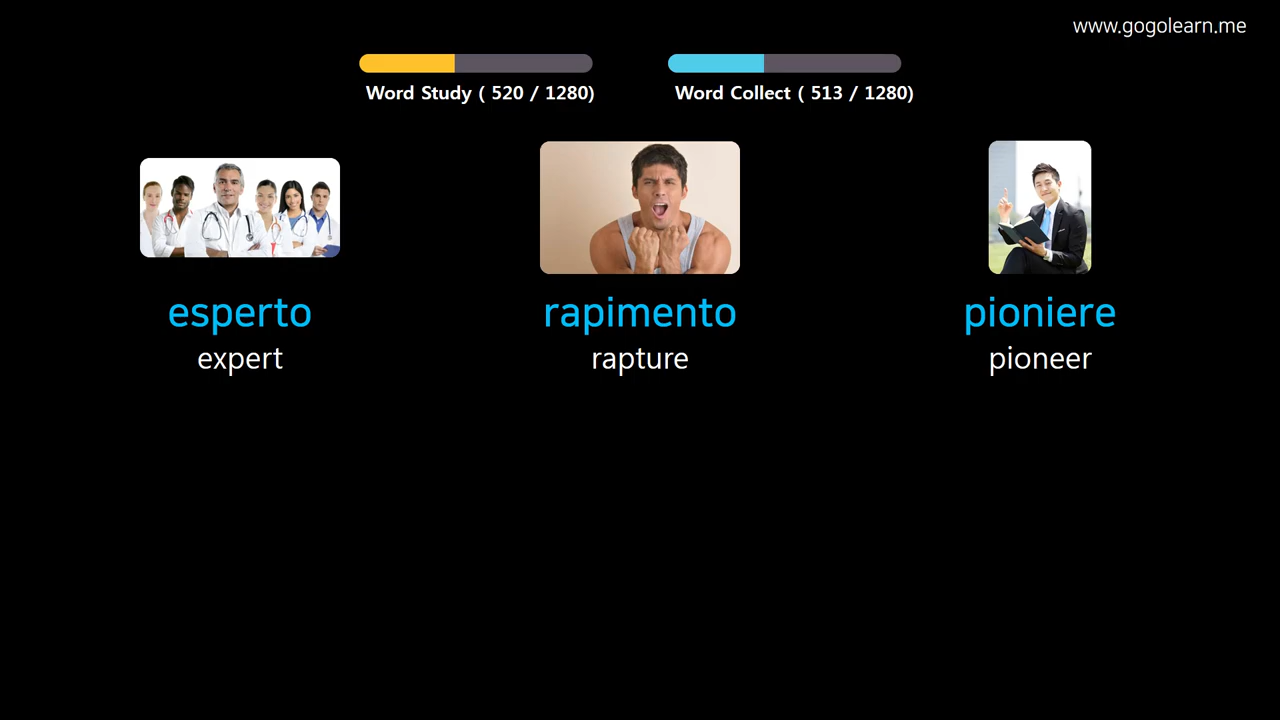 www.gogolearn.me
Word Study ( 520 / 1280)
Word Collect ( 513 / 1280)
esperto
expert
rapimento
rapture
pioniere
pioneer